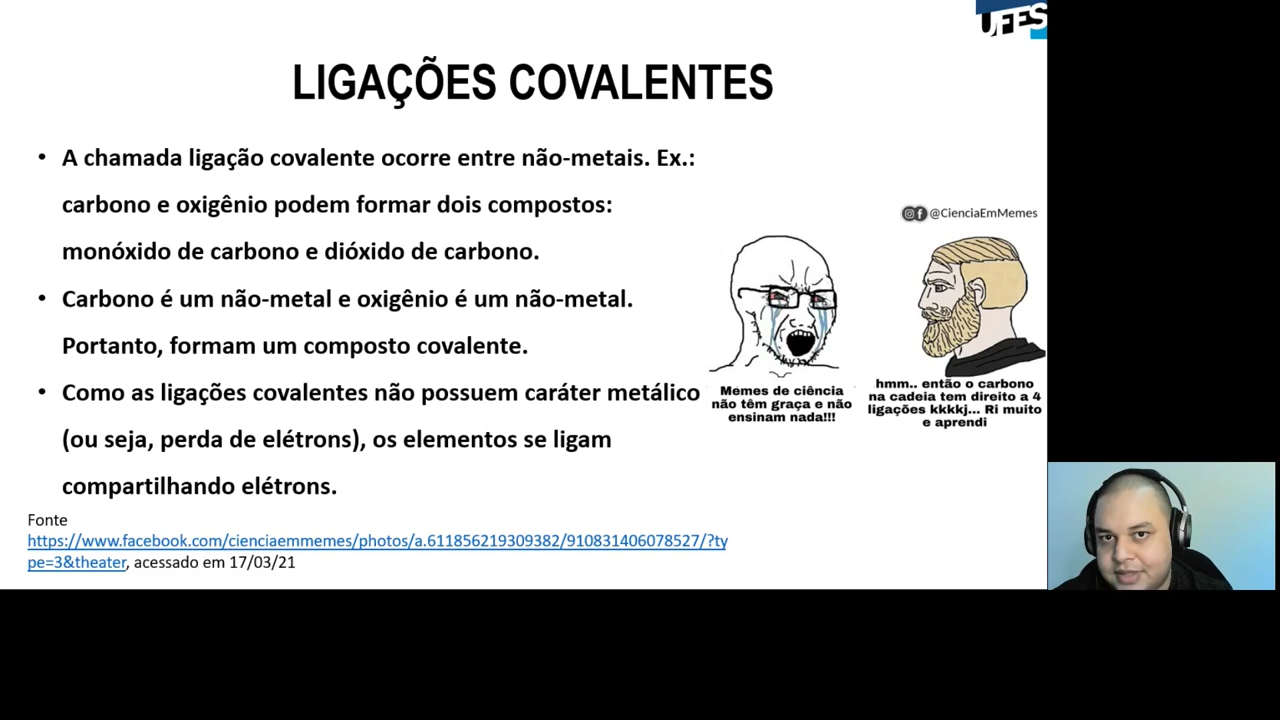 UFES
LIGAÇÕES COVALENTES
• A chamada ligação covalente ocorre entre não-metais. Ex.:
carbono e oxigênio podem formar dois compostos:
monóxido de carbono e dióxido de carbono.
• Carbono é um não-metal e oxigênio é um não-metal.
Portanto, formam um composto covalente.
• Como as ligações covalentes não possuem caráter metálico
(ou seja, perda de elétrons), os elementos se ligam
compartilhando elétrons.
@CienciaEmMemes
Memes de ciência
não têm graça e não
ensinam nada!!!
hmm.. então o carbono
na cadeia tem direito a 4
ligações kkkkj... Ri muito
e aprendi
Fonte
https://www.facebook.com/cienciaemmemes/photos/a.611856219309382/910831406078527/?ty
pe=3&theater, acessado em 17/03/21